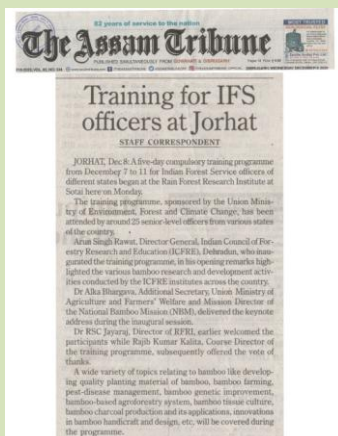 82 years of service to the nation
The Assam Tribune
PUBLISHED SIMULTANEOUSLY FROM GUWAHATI & DIBRUGARH
Training for IFS
officers at Jorhat
STAFF CORRESPONDENT
JORHAT, Dec 8: A five-day compulsory training programme
from December 7 to 11 for Indian Forest Service officers of
different states began at the Rain Forest Research Institute at
Sotai here on Monday.
The training programme, sponsored by the Union Minis-
try of Environment, Forest and Climate Change, has been
attended by around 25 senior-level officers from various states
of the country.
Arun Singh Rawat, Director General, Indian Council of For-
estry Research and Education (ICFRE), Dehradun, who inau-
gurated the training programme, in his opening remarks high-
lighted the various bamboo research and development activ-
ities conducted by the ICFRE institutes across the country.
Dr Alka Bhargava, Additional Secretary, Union Ministry
of Agriculture and Farmers' Welfare and Mission Director of
the National Bamboo Mission (NBM), delivered the keynote
address during the inaugural session.
Dr RSC Jayaraj, Director of RFRI, earlier welcomed the
participants while Rajib Kumar Kalita, Course Director of
the training programme, subsequently offered the vote of
thanks.
A wide variety of topics relating to bamboo like develop-
ing quality planting material of bamboo, bamboo farming,
pest-disease management, bamboo genetic improvement,
bamboo-based agroforestry system, bamboo tissue culture,
bamboo charcoal production and its applications, innovations
in bamboo handicraft and design, etc, will be covered during
the programme.